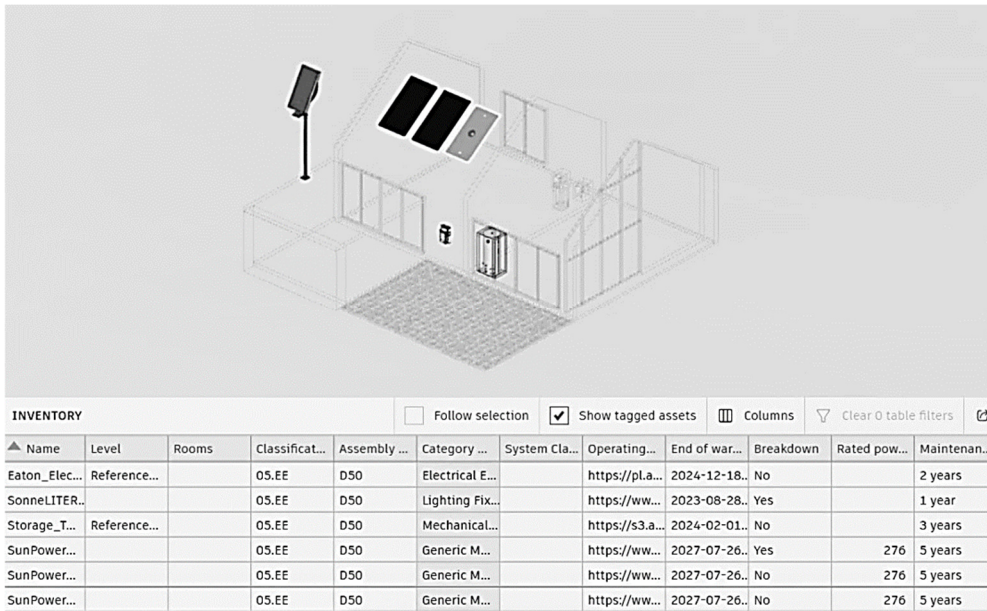 INVENTORY Follow selection Show tagged assets Columns Clear 0 table filters
Name Level Rooms Classificat... Assembly ... Category ... System Cla... Operating... End of war... Breakdown Rated pow... Maintenan...
Eaton_Elec... Reference... 05.EE D50 Electrical E... https://pl.a... 2024-12-18.. No 2 years
SonneLITER.. 05.EE D50 Lighting Fix... https://ww... 2023-08-28.. Yes 1 year
Storage_T... Reference... 05.EE D50 Mechanical... https://s3.a... 2024-02-01.. No 3 years
SunPower... 05.EE D50 Generic M... https://ww... 2027-07-26.. Yes 276 5 years
SunPower... 05.EE D50 Generic M... https://ww... 2027-07-26.. No 276 5 years
SunPower... 05.EE D50 Generic M... https://ww... 2027-07-26.. No 276 5 years